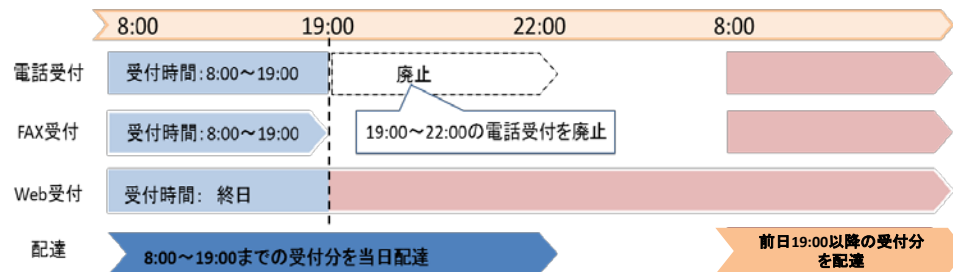 8:00 19:00 22:00 8:00
電話受付 受付時間:8:00～19:00 廃止
FAX受付 受付時間:8:00～19:00 19:00～22:00の電話受付を廃止
Web受付 受付時間: 終日
配達 8:00～19:00までの受付分を当日配達 前日19:00以降の受付分
を配達